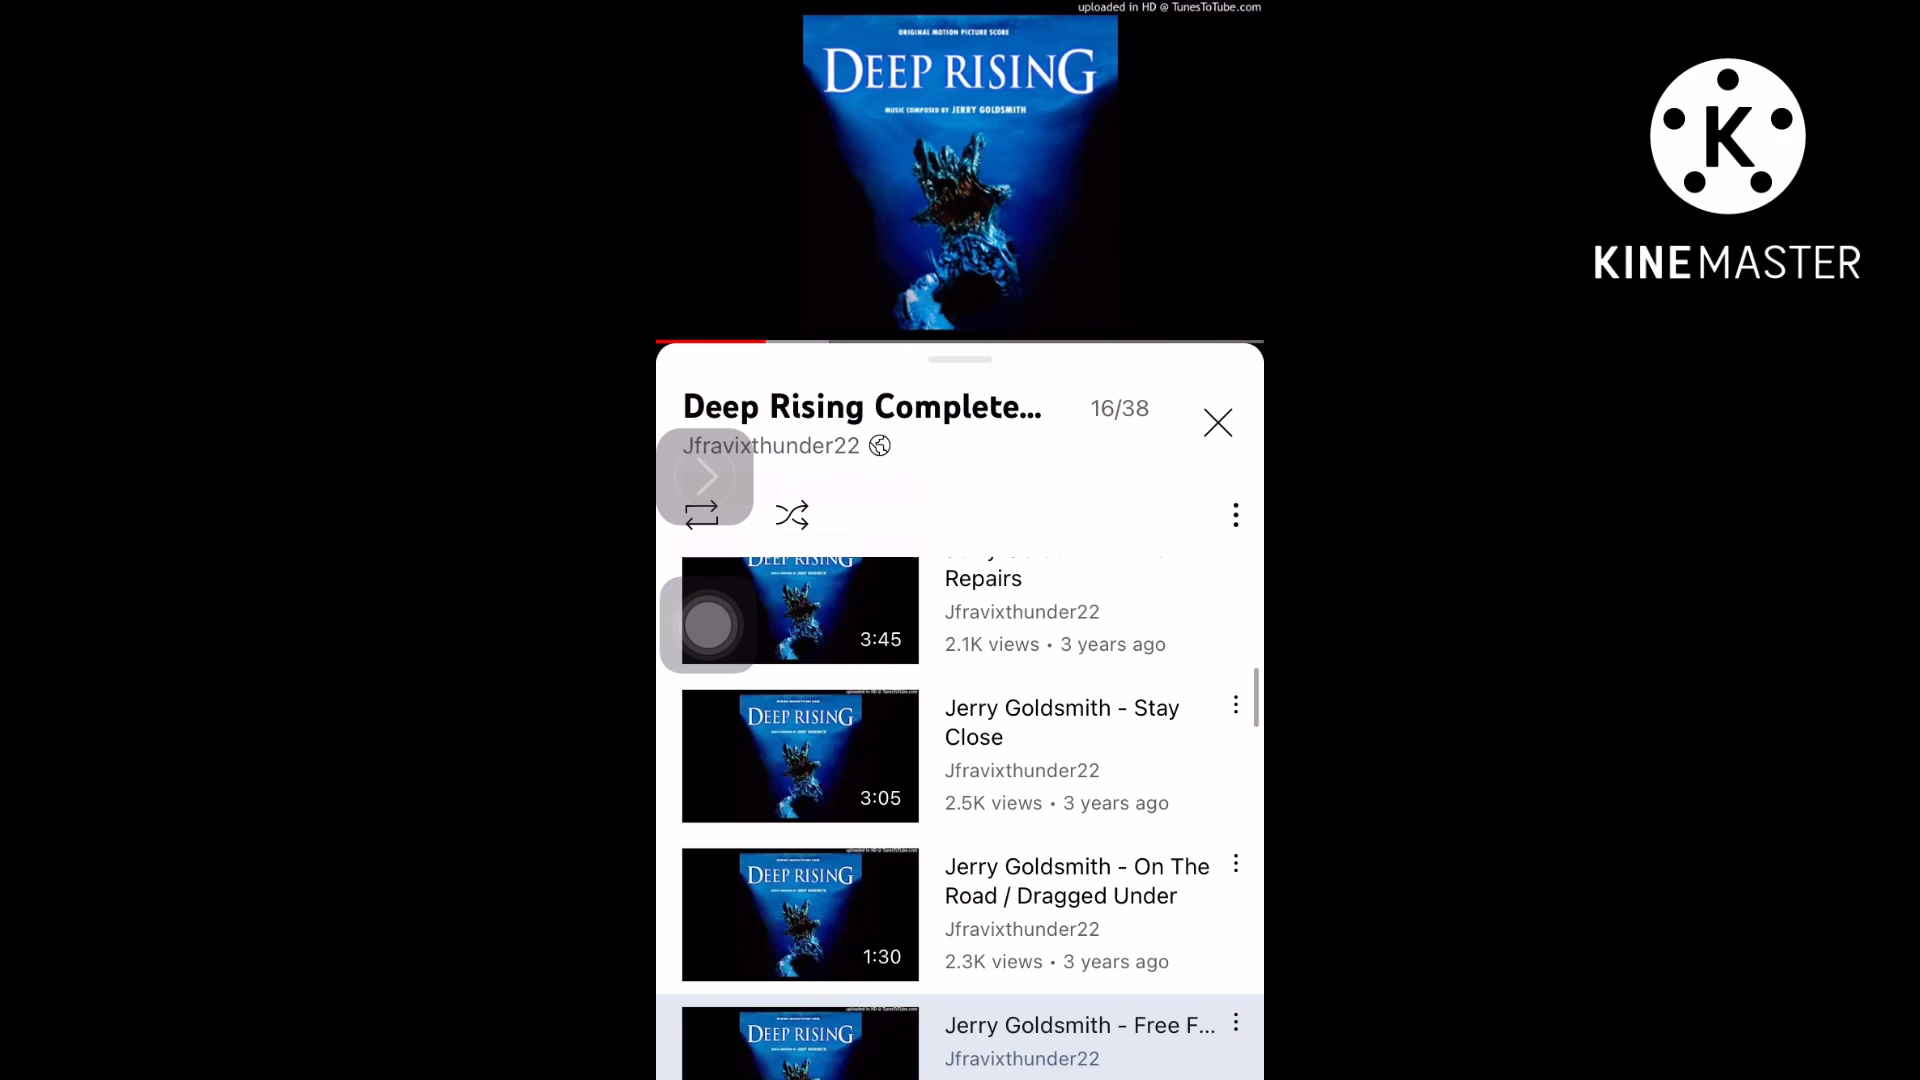 uploaded in HD @ TunesToTube.com
ORIGINAL MOTION PICTURE SCORE
DEEP RISING
MUSIC COMPOSED BY JERRY GOLDSMITH
K
KINEMASTER
Deep Rising Complete...
16/38
Jfravixthunder22
DEEP RISING
3:45
Repairs
Jfravixthunder22
2.1K views • 3 years ago
DEEP RISING
3:05
Jerry Goldsmith - Stay
Close
Jfravixthunder22
2.5K views • 3 years ago
DEEP RISING
1:30
Jerry Goldsmith - On The
Road / Dragged Under
Jfravixthunder22
2.3K views • 3 years ago
DEEP RISING
Jerry Goldsmith - Free F...
Jfravixthunder22